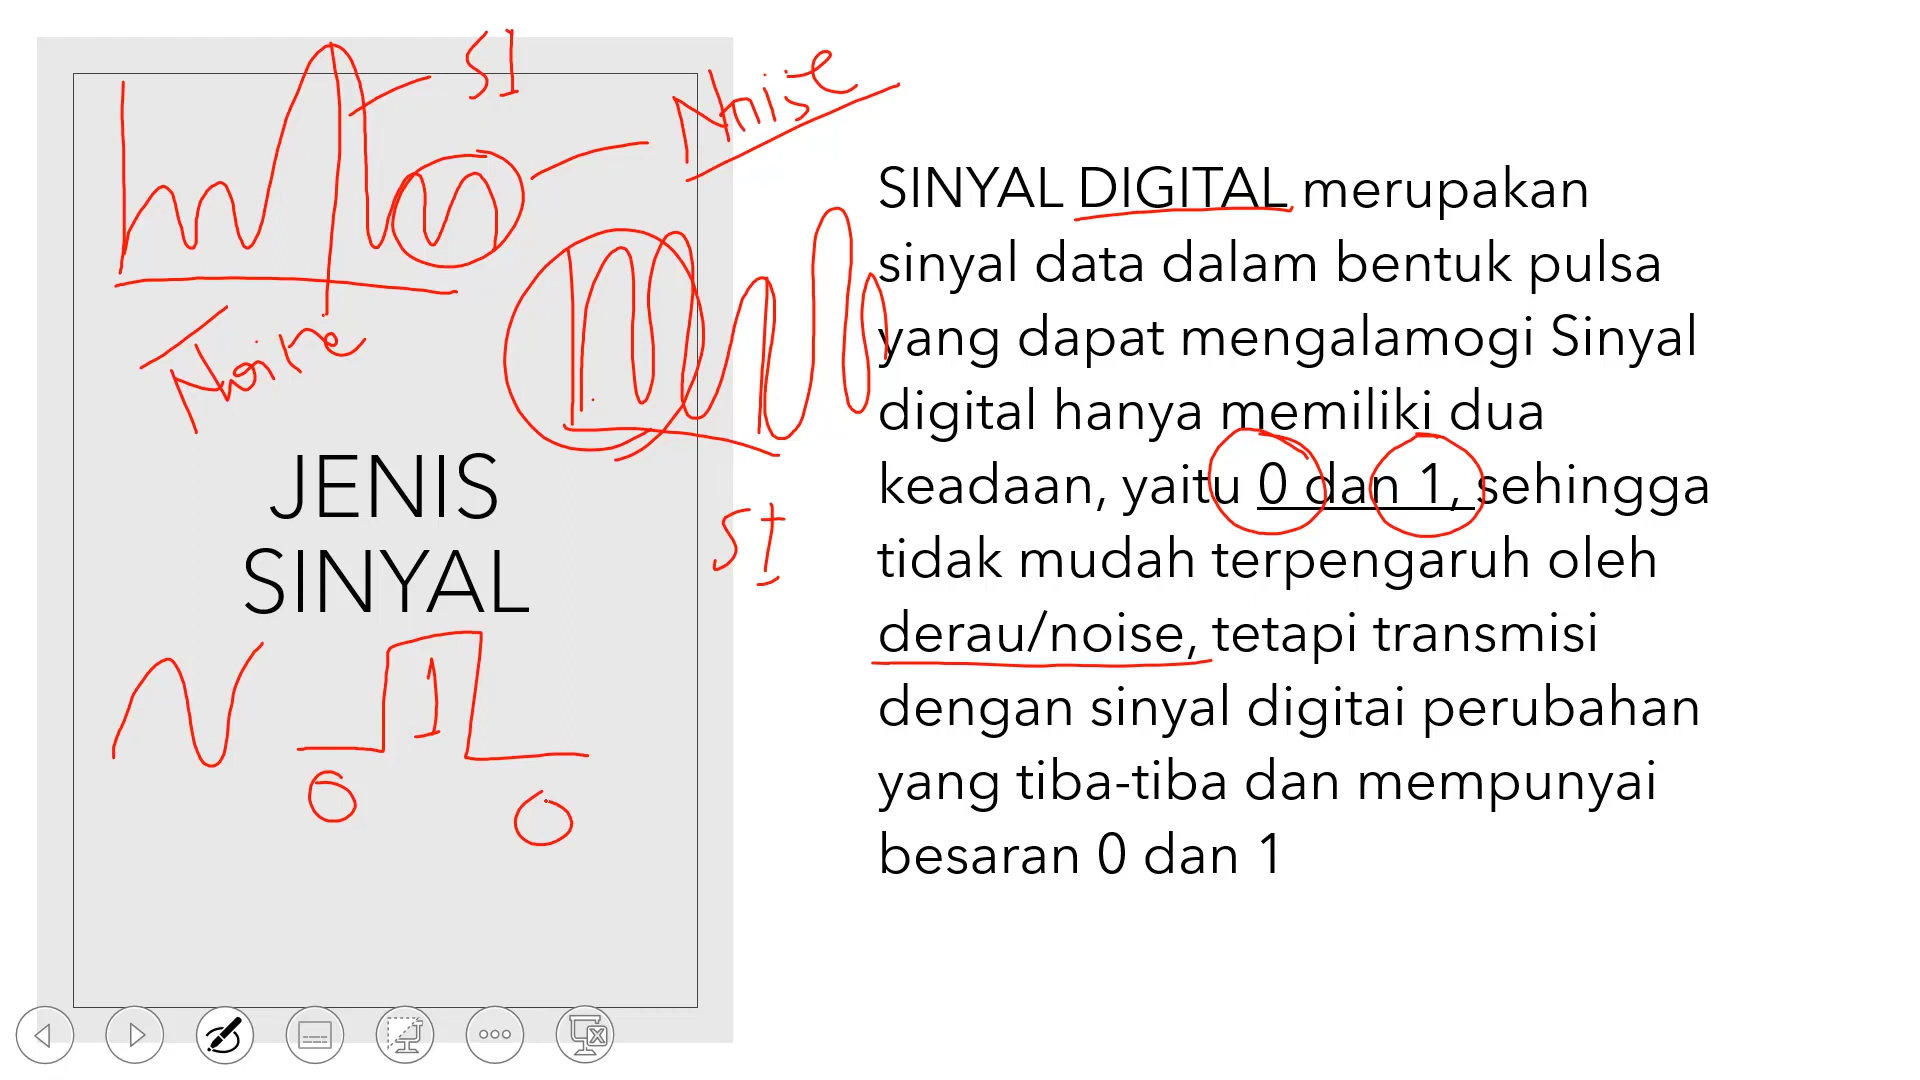 SI
Noise
Noise
SI
JENIS
SINYAL
1
0
0
SINYAL DIGITAL merupakan
sinyal data dalam bentuk pulsa
yang dapat mengalamogi Sinyal
digital hanya memiliki dua
keadaan, yaitu 0 dan 1, sehingga
tidak mudah terpengaruh oleh
derau/noise, tetapi transmisi
dengan sinyal digitai perubahan
yang tiba-tiba dan mempunyai
besaran 0 dan 1